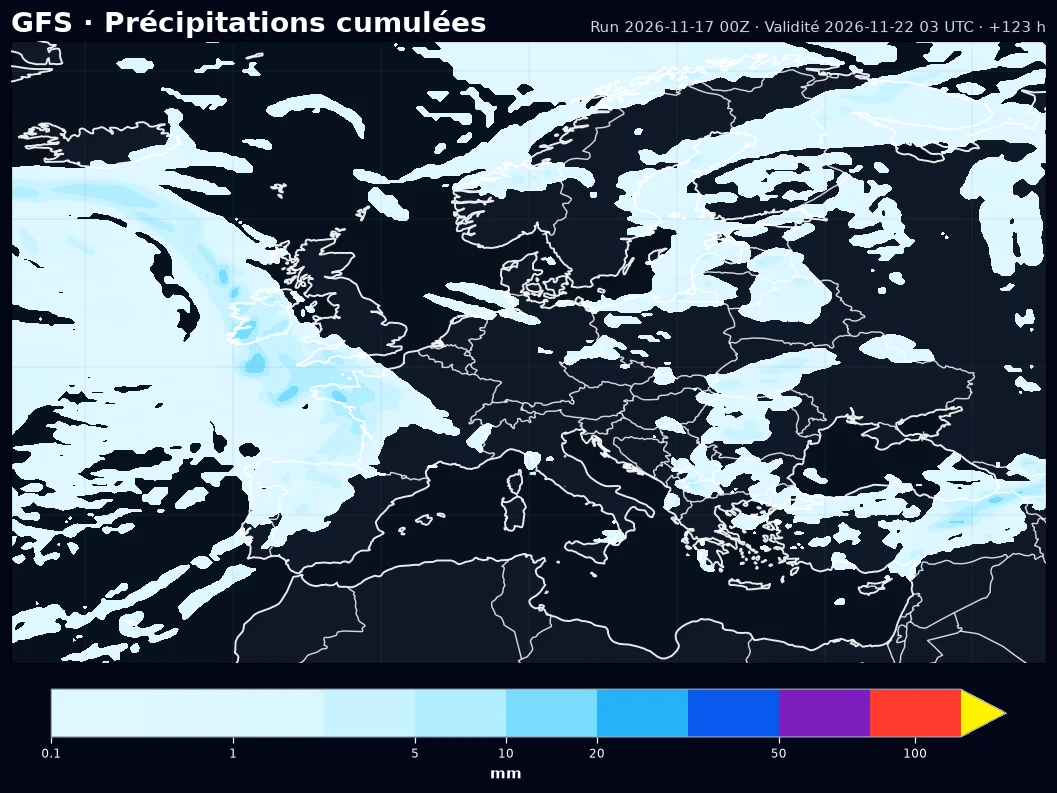 GFS · Précipitations cumulées
Run 2026-11-17 00Z · Validité 2026-11-22 03 UTC · +123 h
0.1 1 5 10 20 50 100
mm